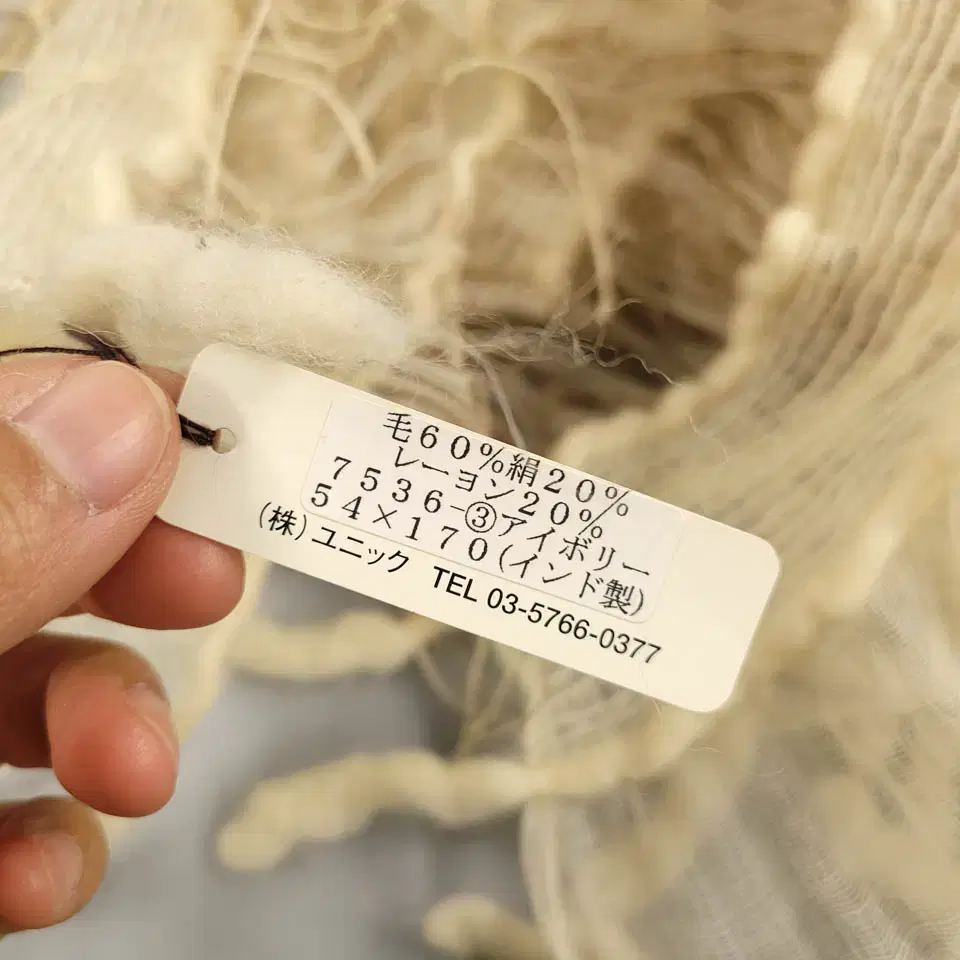 毛60%絹20%
レーヨン20%
7536-③アイボリー
54×170(インド製)
(株)ユニック TEL 03-5766-0377